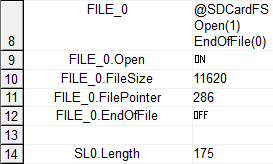 8 FILE_0 @SDCardFS
Open(1)
EndOfFile(0)
9 FILE_0.Open ON
10 FILE_0.FileSize 11620
11 FILE_0.FilePointer 286
12 FILE_0.EndOfFile OFF
13
14 SL0.Length 175